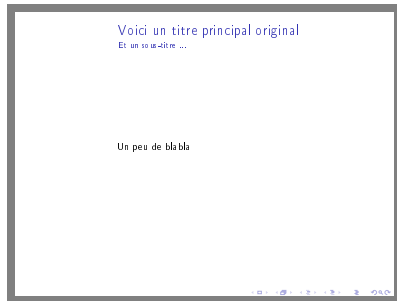 Voici un titre principal original
Et un sous-titre ...
Un peu de blabla